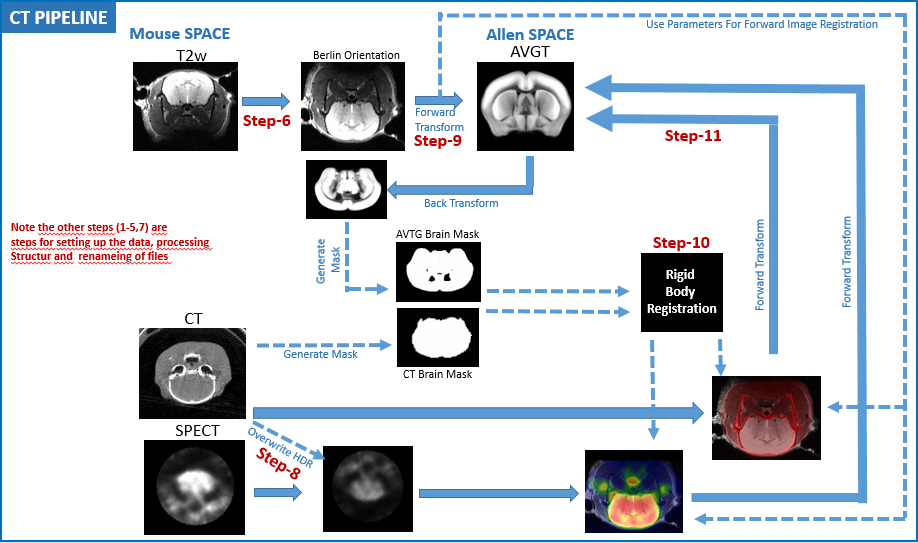 CT PIPELINE
Use Parameters For Forward Image Registration
Mouse SPACE
Allen SPACE
T2w
Berlin Orientation
AVGT
Step-6
Forward
Transform
Step-9
Step-11
Back Transform
Note the other steps (1-5,7) are
steps for setting up the data, processing
Structur and renameing of files
Generate
Mask
AVTG Brain Mask
Step-10
Rigid
Body
Registration
Forward Transform
Forward Transform
CT
Generate Mask
CT Brain Mask
SPECT
Overwrite HDR
Step-8